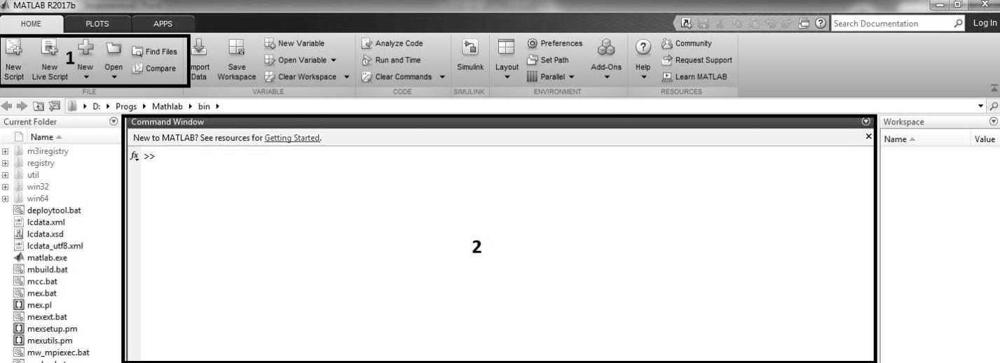 MATLAB R2017b
HOME PLOTS APPS Search Documentation Log In
New Script
New Live Script
1
New
Open
Find Files
Compare
Import Data
Save Workspace
New Variable
Open Variable
Clear Workspace
Analyze Code
Run and Time
Clear Commands
Simulink
Layout
Preferences
Set Path
Parallel
Add-Ons
Help
Community
Request Support
Learn MATLAB
FILE VARIABLE CODE SIMULINK ENVIRONMENT RESOURCES
D: Progs Mathlab bin
Current Folder
Name
m3iregistry
registry
util
win32
win64
deploytool.bat
lcdata.xml
lcdata.xsd
lcdata_utf8.xml
matlab.exe
mbuild.bat
mcc.bat
mex.bat
mex.pl
mexext.bat
mexsetup.pm
mexutils.pm
mw_mpiexec.bat
Command Window
New to MATLAB? See resources for Getting Started.
fx >>
2
Workspace
Name Value